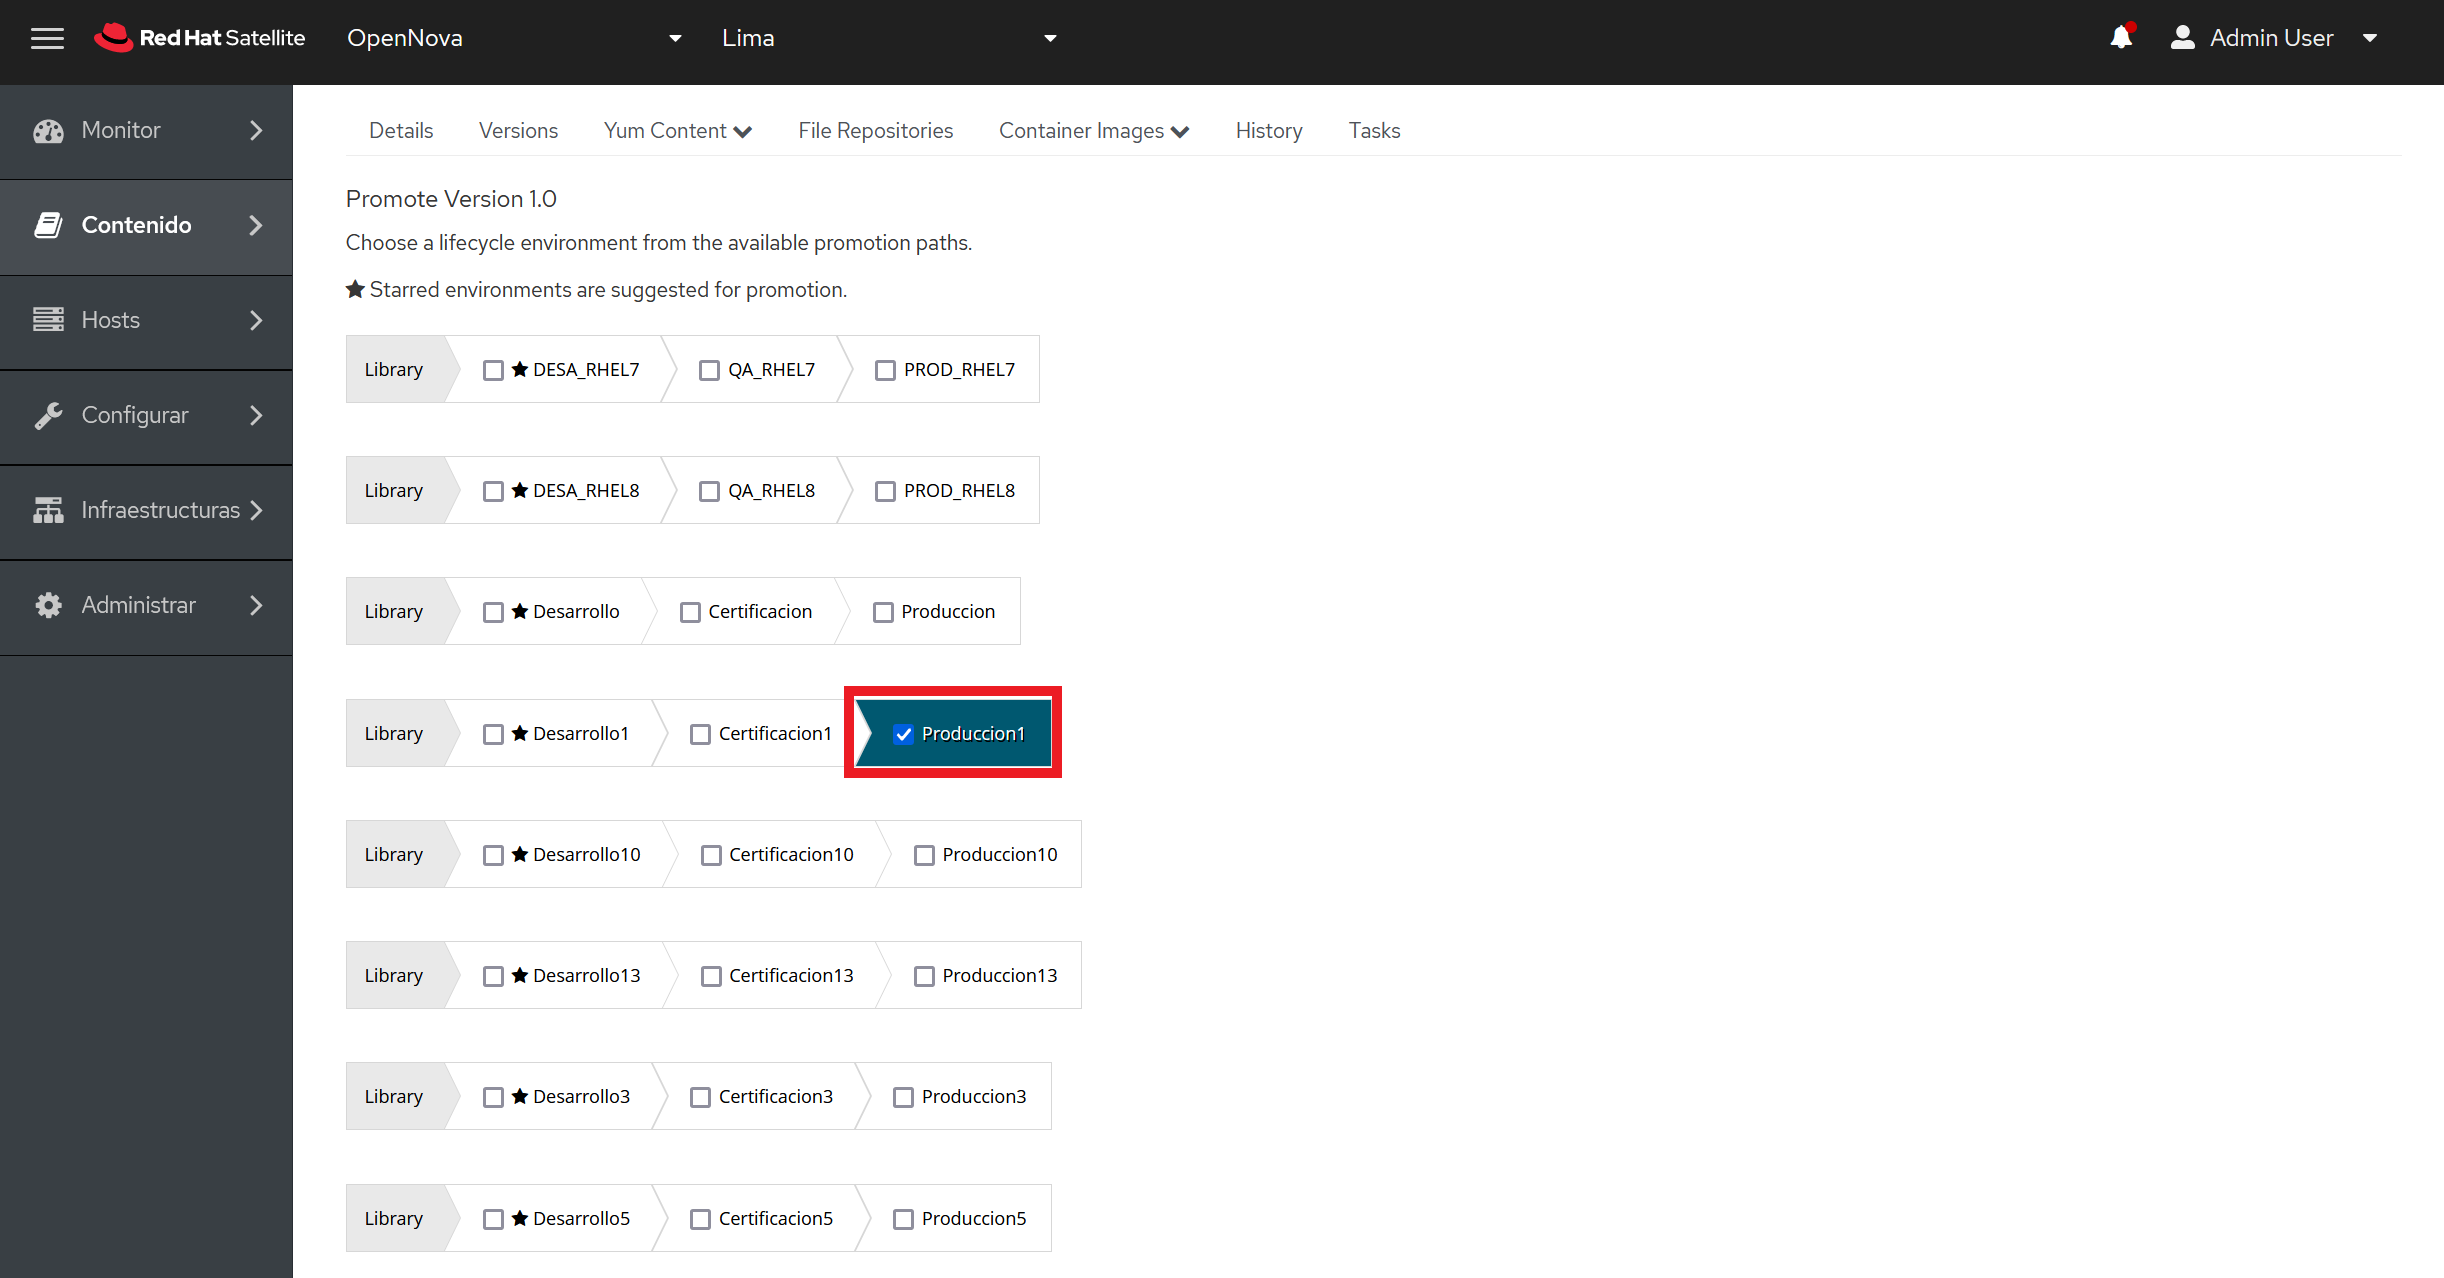 Red Hat Satellite OpenNova Lima Admin User
Monitor
Contenido
Hosts
Configurar
Infraestructuras
Administrar
Details Versions Yum Content File Repositories Container Images History Tasks
Promote Version 1.0
Choose a lifecycle environment from the available promotion paths.
★ Starred environments are suggested for promotion.
Library ★ DESA_RHEL7 QA_RHEL7 PROD_RHEL7
Library ★ DESA_RHEL8 QA_RHEL8 PROD_RHEL8
Library ★ Desarrollo Certificacion Produccion
Library ★ Desarrollo1 Certificacion1 Produccion1
Library ★ Desarrollo10 Certificacion10 Produccion10
Library ★ Desarrollo13 Certificacion13 Produccion13
Library ★ Desarrollo3 Certificacion3 Produccion3
Library ★ Desarrollo5 Certificacion5 Produccion5